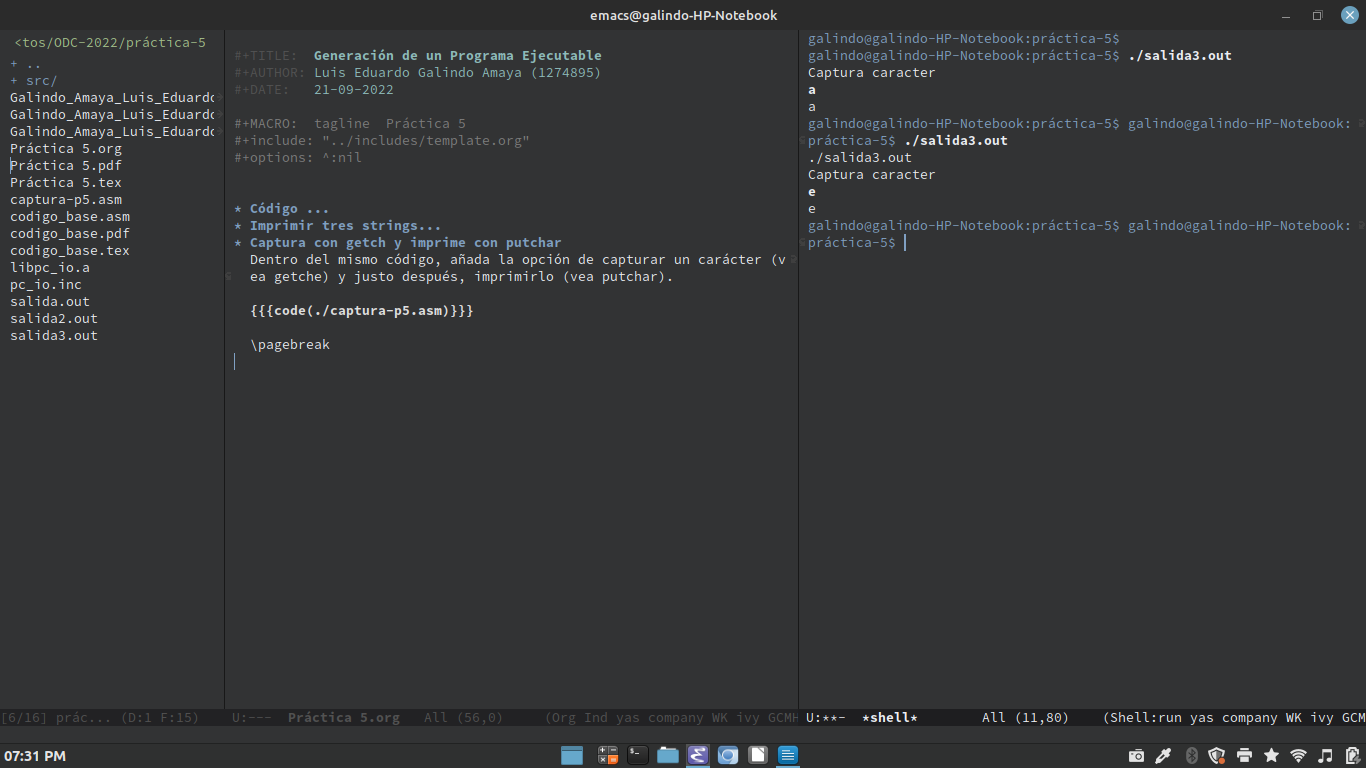 emacs@galindo-HP-Notebook
<tos/ODC-2022/práctica-5
+ ..
+ src/
Galindo_Amaya_Luis_Eduardo
Galindo_Amaya_Luis_Eduardo
Galindo_Amaya_Luis_Eduardo
Práctica 5.org
Práctica 5.pdf
Práctica 5.tex
captura-p5.asm
codigo_base.asm
codigo_base.pdf
codigo_base.tex
libpc_io.a
pc_io.inc
salida.out
salida2.out
salida3.out
[6/16] prác... (D:1 F:15)
#+TITLE: Generación de un Programa Ejecutable
#+AUTHOR: Luis Eduardo Galindo Amaya (1274895)
#+DATE: 21-09-2022
#+MACRO: tagline Práctica 5
#+include: "../includes/template.org"
#+options: ^:nil
* Código ...
* Imprimir tres strings...
* Captura con getch y imprime con putchar
Dentro del mismo código, añada la opción de capturar un carácter (v
ea getche) y justo después, imprimirlo (vea putchar).
{{{code(./captura-p5.asm)}}}
\pagebreak
U:--- Práctica 5.org All (56,0) (Org Ind yas company WK ivy GCMH
galindo@galindo-HP-Notebook:práctica-5$
galindo@galindo-HP-Notebook:práctica-5$ ./salida3.out
Captura caracter
a
a
galindo@galindo-HP-Notebook:práctica-5$ galindo@galindo-HP-Notebook:
práctica-5$ ./salida3.out
./salida3.out
Captura caracter
e
e
galindo@galindo-HP-Notebook:práctica-5$ galindo@galindo-HP-Notebook:
práctica-5$
U:**- *shell* All (11,80) (Shell:run yas company WK ivy GCM
07:31 PM